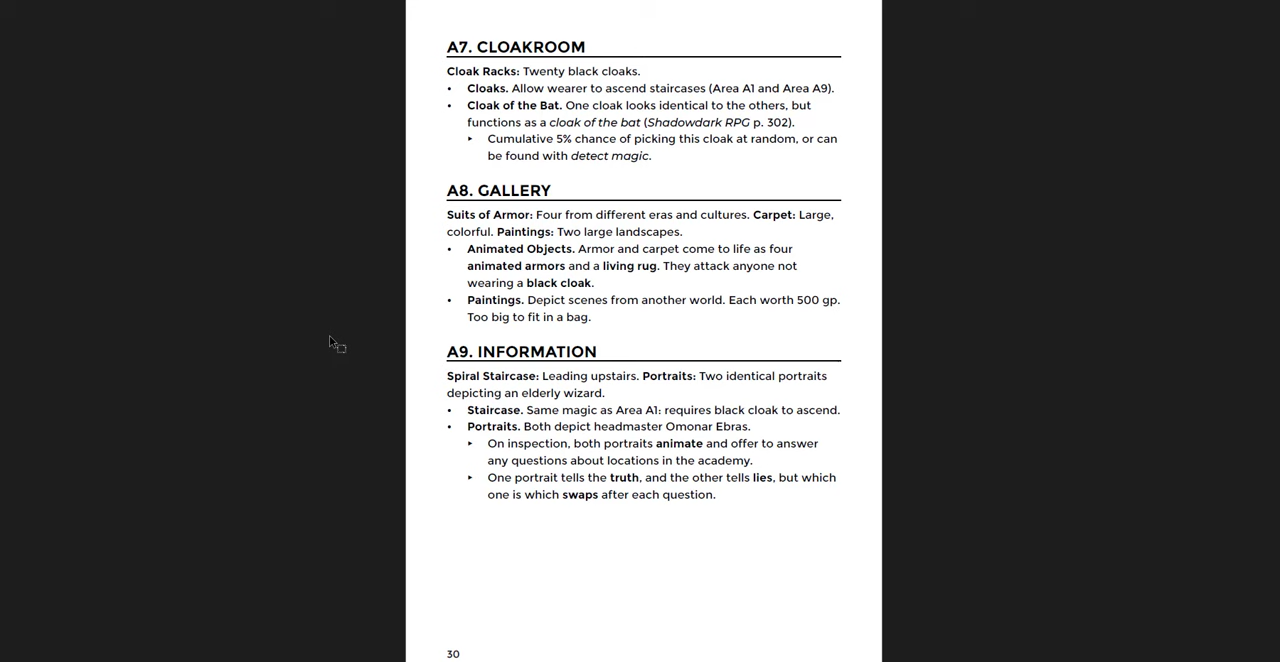 A7. CLOAKROOM
Cloak Racks: Twenty black cloaks.
• Cloaks. Allow wearer to ascend staircases (Area A1 and Area A9).
• Cloak of the Bat. One cloak looks identical to the others, but
functions as a cloak of the bat (Shadowdark RPG p. 302).
‣ Cumulative 5% chance of picking this cloak at random, or can
be found with detect magic.
A8. GALLERY
Suits of Armor: Four from different eras and cultures. Carpet: Large,
colorful. Paintings: Two large landscapes.
• Animated Objects. Armor and carpet come to life as four
animated armors and a living rug. They attack anyone not
wearing a black cloak.
• Paintings. Depict scenes from another world. Each worth 500 gp.
Too big to fit in a bag.
A9. INFORMATION
Spiral Staircase: Leading upstairs. Portraits: Two identical portraits
depicting an elderly wizard.
• Staircase. Same magic as Area A1: requires black cloak to ascend.
• Portraits. Both depict headmaster Omonar Ebras.
‣ On inspection, both portraits animate and offer to answer
any questions about locations in the academy.
‣ One portrait tells the truth, and the other tells lies, but which
one is which swaps after each question.
30